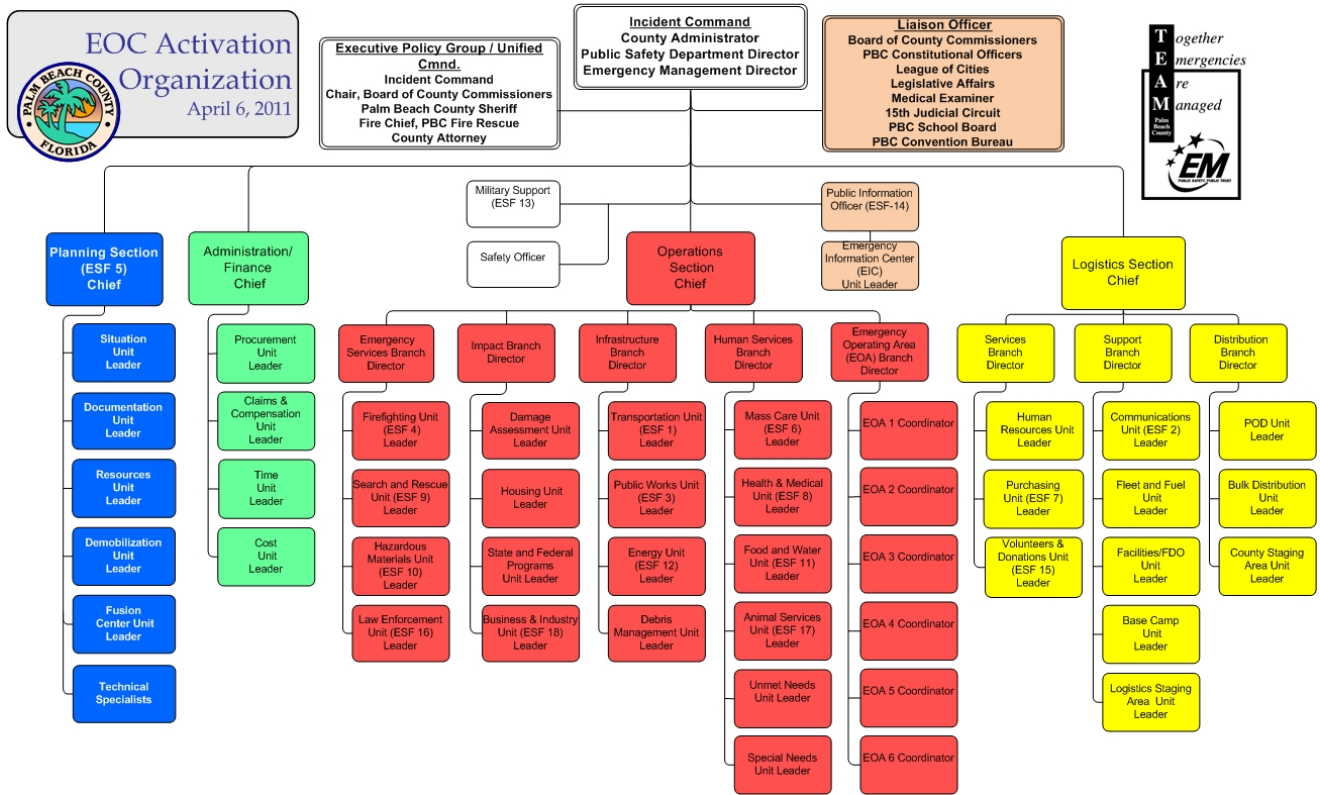 EOC Activation
Organization
April 6, 2011
PALM BEACH COUNTY
FLORIDA
Executive Policy Group / Unified
Cmnd.
Incident Command
Chair, Board of County Commissioners
Palm Beach County Sheriff
Fire Chief, PBC Fire Rescue
County Attorney
Incident Command
County Administrator
Public Safety Department Director
Emergency Management Director
Liaison Officer
Board of County Commissioners
PBC Constitutional Officers
League of Cities
Legislative Affairs
Medical Examiner
15th Judicial Circuit
PBC School Board
PBC Convention Bureau
Together
Emergencies
Are
Managed
Palm
Beach
County
EM
PUBLIC SAFETY, PUBLIC TRUST
Military Support
(ESF 13)
Safety Officer
Public Information
Officer (ESF-14)
Emergency
Information Center
(EIC)
Unit Leader
Planning Section
(ESF 5)
Chief
Situation
Unit
Leader
Documentation
Unit
Leader
Resources
Unit
Leader
Demobilization
Unit
Leader
Fusion
Center Unit
Leader
Technical
Specialists
Administration/
Finance
Chief
Procurement
Unit
Leader
Claims &
Compensation
Unit
Leader
Time
Unit
Leader
Cost
Unit
Leader
Operations
Section
Chief
Emergency
Services Branch
Director
Firefighting Unit
(ESF 4)
Leader
Search and Rescue
Unit (ESF 9)
Leader
Hazardous
Materials Unit
(ESF 10)
Leader
Law Enforcement
Unit (ESF 16)
Leader
Impact Branch
Director
Damage
Assessment Unit
Leader
Housing Unit
Leader
State and Federal
Programs
Unit Leader
Business & Industry
Unit (ESF 18)
Leader
Infrastructure
Branch
Director
Transportation Unit
(ESF 1)
Leader
Public Works Unit
(ESF 3)
Leader
Energy Unit
(ESF 12)
Leader
Debris
Management Unit
Leader
Human Services
Branch
Director
Mass Care Unit
(ESF 6)
Leader
Health & Medical
Unit (ESF 8)
Leader
Food and Water
Unit (ESF 11)
Leader
Animal Services
Unit (ESF 17)
Leader
Unmet Needs
Unit Leader
Special Needs
Unit Leader
Emergency
Operating Area
(EOA) Branch
Director
EOA 1 Coordinator
EOA 2 Coordinator
EOA 3 Coordinator
EOA 4 Coordinator
EOA 5 Coordinator
EOA 6 Coordinator
Logistics Section
Chief
Services
Branch
Director
Human
Resources Unit
Leader
Purchasing
Unit (ESF 7)
Leader
Volunteers &
Donations Unit
(ESF 15)
Leader
Support
Branch
Director
Communications
Unit (ESF 2)
Leader
Fleet and Fuel
Unit
Leader
Facilities/FDO
Unit
Leader
Base Camp
Unit
Leader
Logistics Staging
Area Unit
Leader
Distribution
Branch
Director
POD Unit
Leader
Bulk Distribution
Unit
Leader
County Staging
Area Unit
Leader